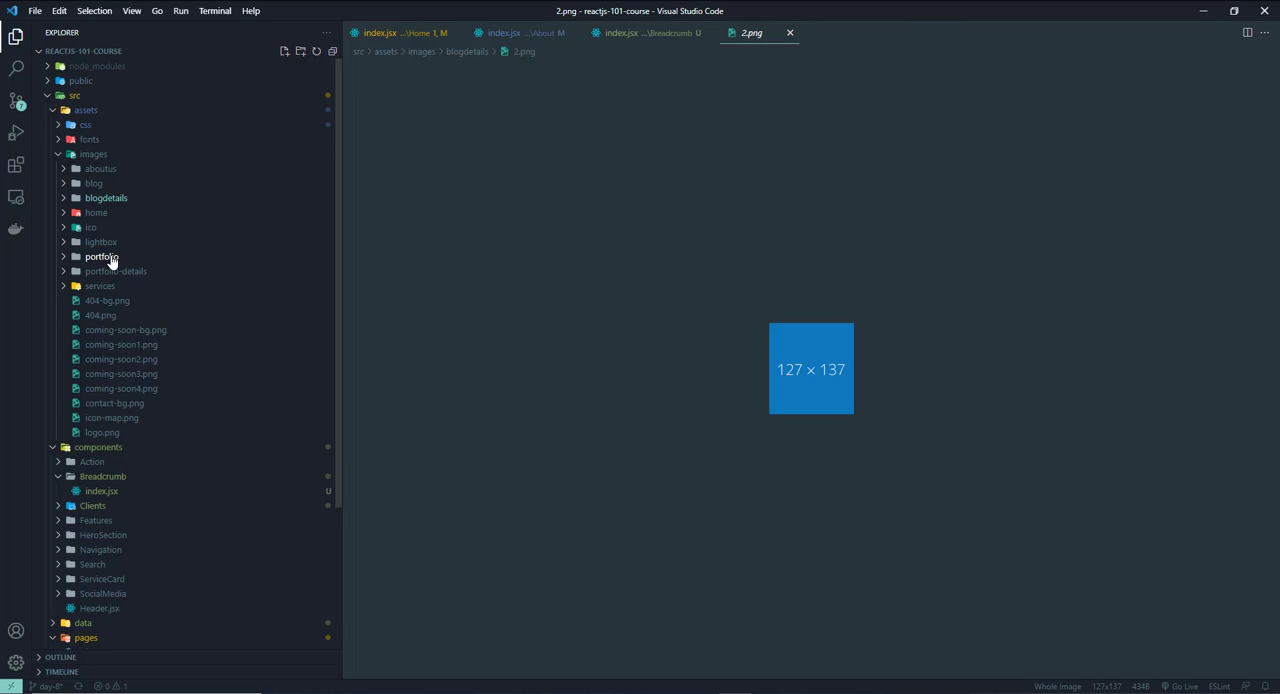 File Edit Selection View Go Run Terminal Help
2.png - reactjs-101-course - Visual Studio Code
EXPLORER
index.jsx ...\Home 1, M
index.jsx ...\About M
index.jsx ...\Breadcrumb U
2.png
src > assets > images > blogdetails > 2.png
REACTJS-101-COURSE
node_modules
public
src
assets
css
fonts
images
aboutus
blog
blogdetails
home
ico
lightbox
portfolio
portfolio-details
services
404-bg.png
404.png
coming-soon-bg.png
coming-soon1.png
coming-soon2.png
coming-soon3.png
coming-soon4.png
contact-bg.png
icon-map.png
logo.png
components
Action
Breadcrumb
index.jsx U
Clients
Features
HeroSection
Navigation
Search
ServiceCard
SocialMedia
Header.jsx
data
pages
OUTLINE
TIMELINE
7
127 × 137
day-8* 0 1
Whole Image 127x137 434B Go Live ESLint